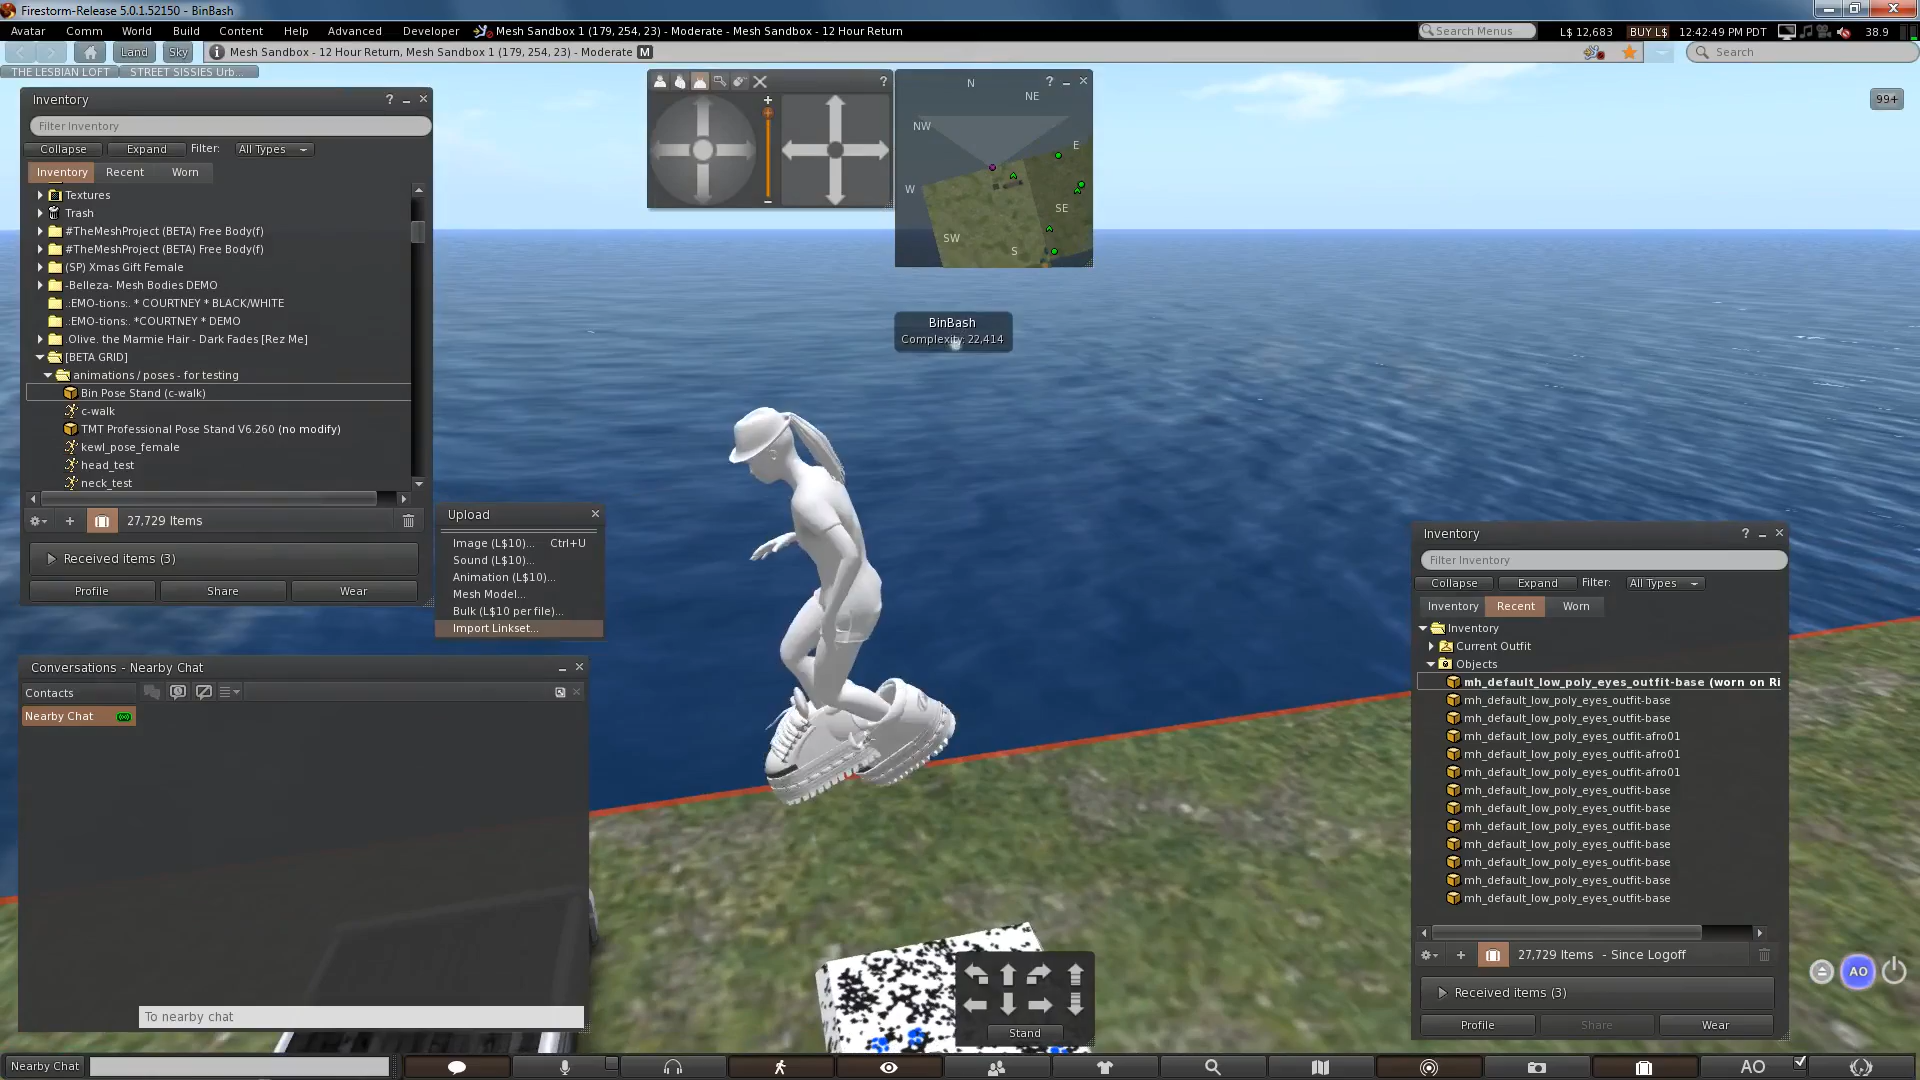 Firestorm-Release 5.0.1.52150 - BinBash
Avatar Comm World Build Content Help Advanced Developer Mesh Sandbox 1 (179, 254, 23) - Moderate - Mesh Sandbox - 12 Hour Return Search Menus L$ 12,683 BUY L$ 12:42:49 PM PDT 38.9
Land Sky Mesh Sandbox - 12 Hour Return, Mesh Sandbox 1 (179, 254, 23) - Moderate M Search
THE LESBIAN LOFT STREET SISSIES Urb...
99+
Inventory ?
Filter Inventory
Collapse Expand Filter: All Types
Inventory Recent Worn
Textures
Trash
#TheMeshProject (BETA) Free Body(f)
#TheMeshProject (BETA) Free Body(f)
(SP) Xmas Gift Female
-Belleza- Mesh Bodies DEMO
.:EMO-tions:. * COURTNEY * BLACK/WHITE
.:EMO-tions:. *COURTNEY * DEMO
.Olive. the Marmie Hair - Dark Fades [Rez Me]
[BETA GRID]
animations / poses - for testing
Bin Pose Stand (c-walk)
c-walk
TMT Professional Pose Stand V6.260 (no modify)
kewl_pose_female
head_test
neck_test
27,729 Items
Received items (3)
Profile Share Wear
?
+
-
? 
N
NE
NW
E
W
SE
SW
S
BinBash
Complexity: 22,414
Upload
Image (L$10)... Ctrl+U
Sound (L$10)...
Animation (L$10)...
Mesh Model...
Bulk (L$10 per file)...
Import Linkset...
Conversations - Nearby Chat
Contacts
Nearby Chat
To nearby chat
Inventory ?
Filter Inventory
Collapse Expand Filter: All Types
Inventory Recent Worn
Inventory
Current Outfit
Objects
mh_default_low_poly_eyes_outfit-base (worn on Ri
mh_default_low_poly_eyes_outfit-base
mh_default_low_poly_eyes_outfit-base
mh_default_low_poly_eyes_outfit-afro01
mh_default_low_poly_eyes_outfit-afro01
mh_default_low_poly_eyes_outfit-afro01
mh_default_low_poly_eyes_outfit-base
mh_default_low_poly_eyes_outfit-base
mh_default_low_poly_eyes_outfit-base
mh_default_low_poly_eyes_outfit-base
mh_default_low_poly_eyes_outfit-base
mh_default_low_poly_eyes_outfit-base
mh_default_low_poly_eyes_outfit-base
27,729 Items - Since Logoff
Received items (3)
Profile Share Wear
AO
Stand
Nearby Chat
AO